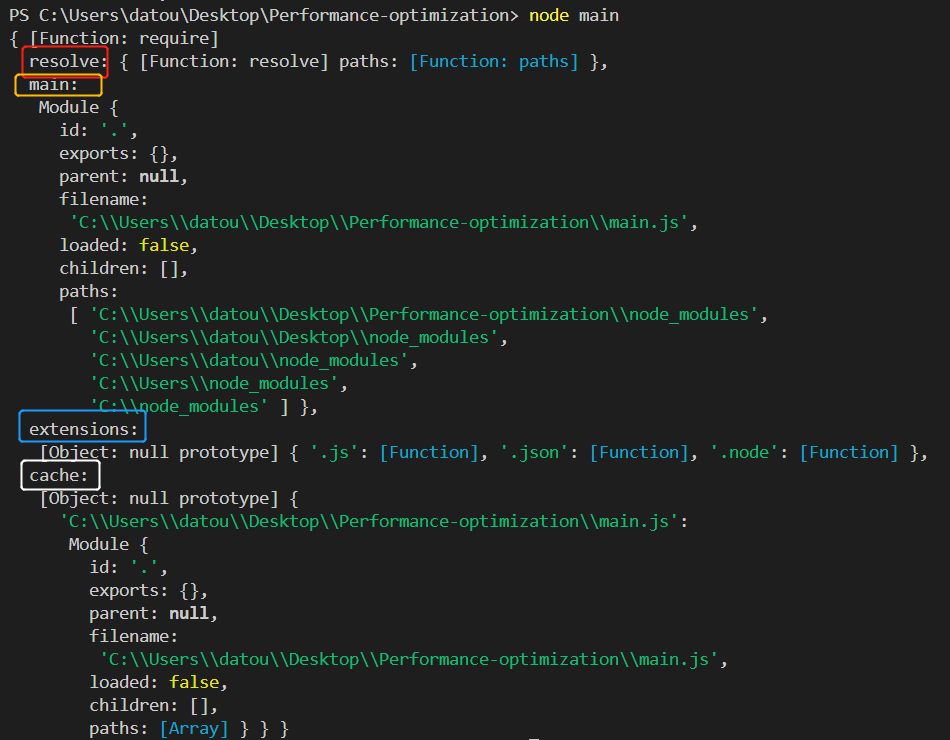 PS C:\Users\datou\Desktop\Performance-optimization> node main
{ [Function: require]
resolve: { [Function: resolve] paths: [Function: paths] },
main:
Module {
id: '.',
exports: {},
parent: null,
filename:
'C:\\Users\\datou\\Desktop\\Performance-optimization\\main.js',
loaded: false,
children: [],
paths:
[ 'C:\\Users\\datou\\Desktop\\Performance-optimization\\node_modules',
'C:\\Users\\datou\\Desktop\\node_modules',
'C:\\Users\\datou\\node_modules',
'C:\\Users\\node_modules',
'C:\\node_modules' ] },
extensions:
[Object: null prototype] { '.js': [Function], '.json': [Function], '.node': [Function] },
cache:
[Object: null prototype] {
'C:\\Users\\datou\\Desktop\\Performance-optimization\\main.js':
Module {
id: '.',
exports: {},
parent: null,
filename:
'C:\\Users\\datou\\Desktop\\Performance-optimization\\main.js',
loaded: false,
children: [],
paths: [Array] } } }